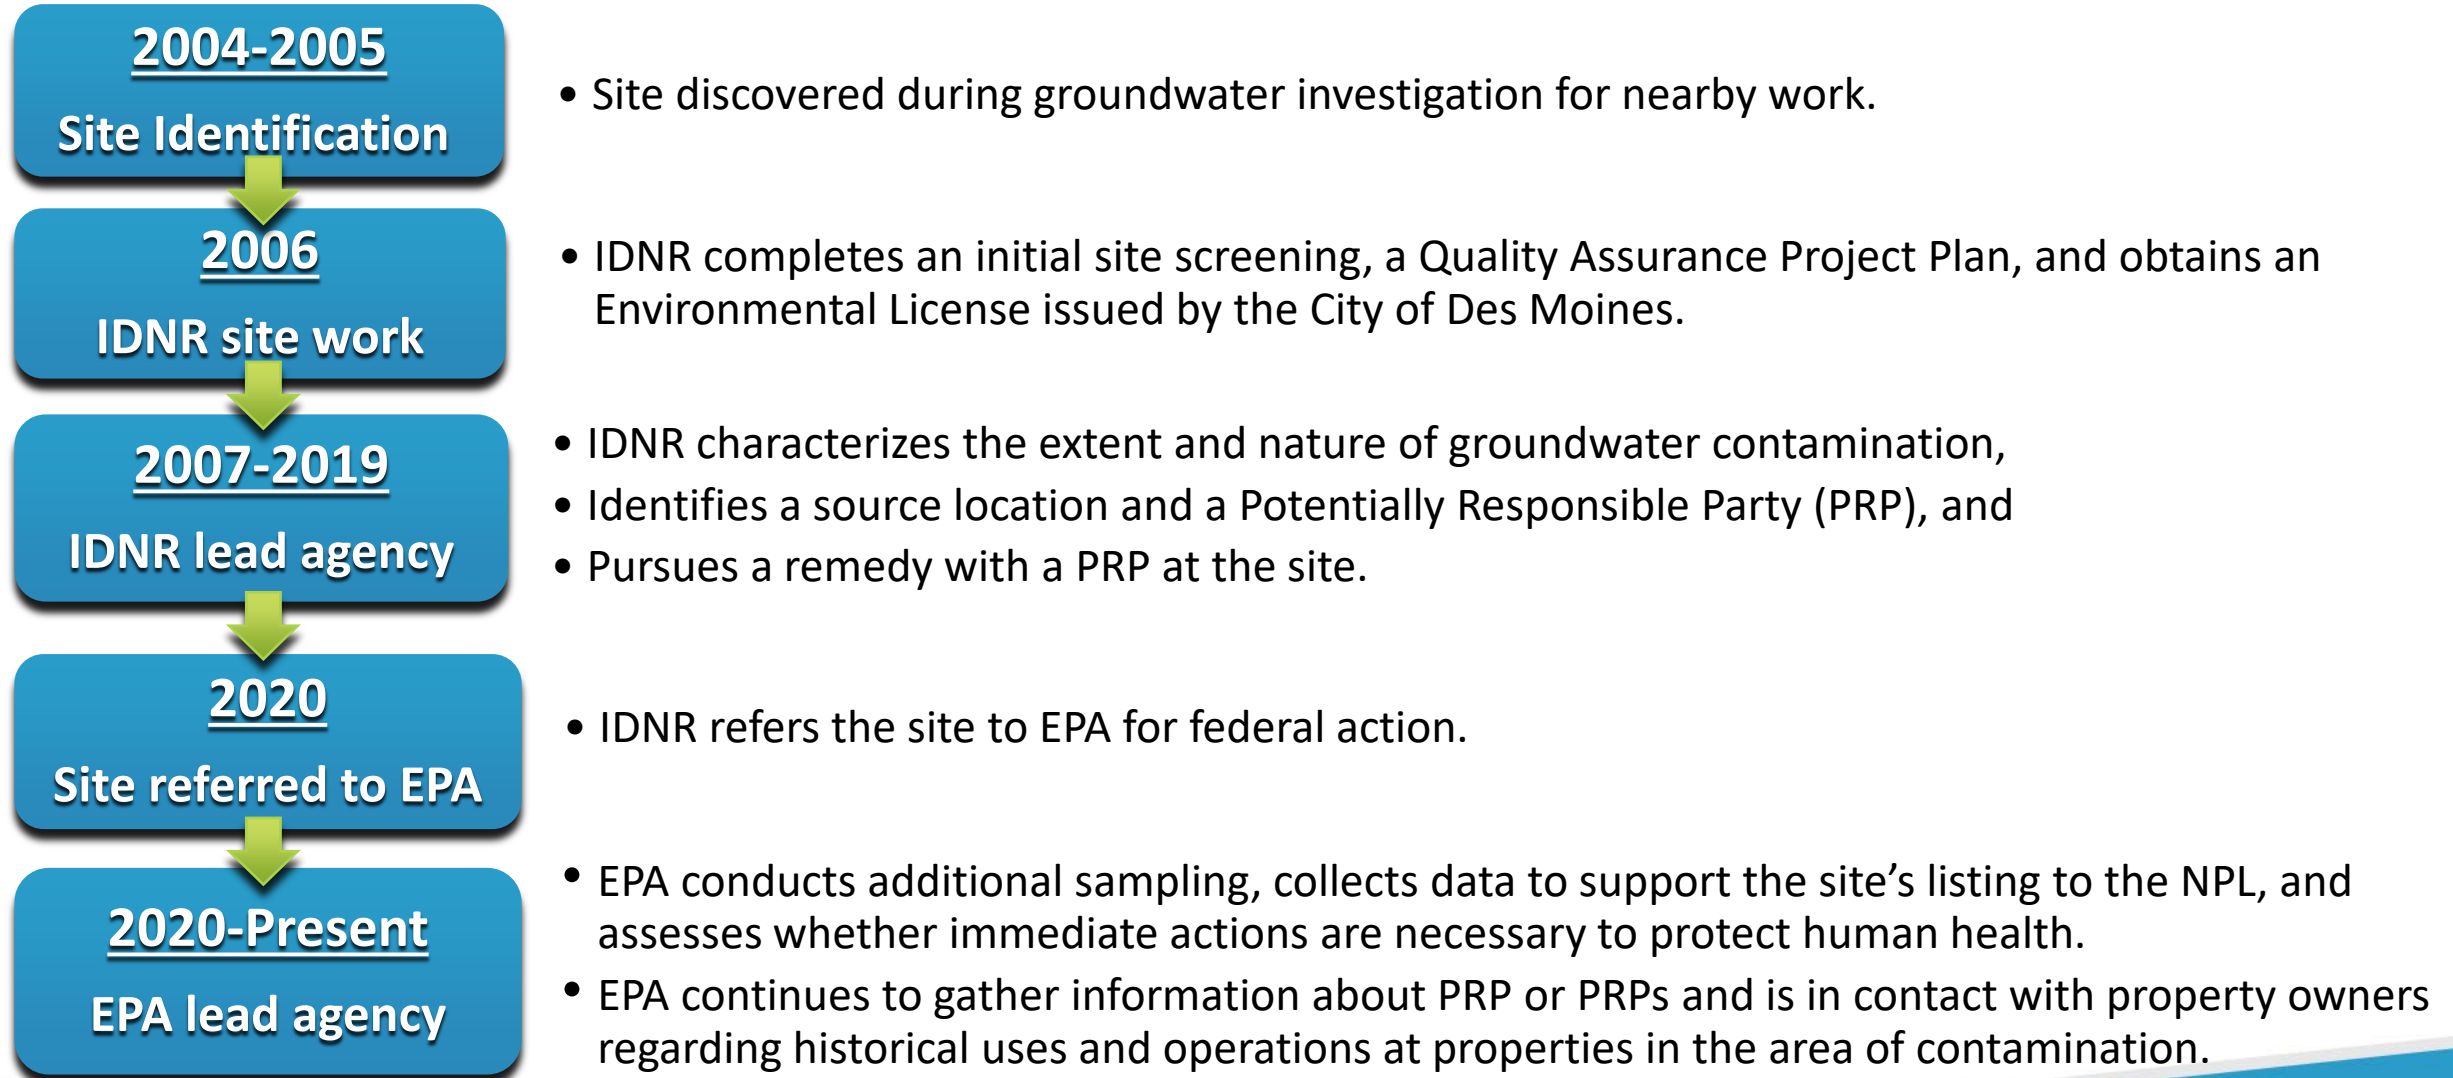 2004-2005
Site Identification
• Site discovered during groundwater investigation for nearby work.
2006
IDNR site work
• IDNR completes an initial site screening, a Quality Assurance Project Plan, and obtains an
Environmental License issued by the City of Des Moines.
2007-2019
IDNR lead agency
• IDNR characterizes the extent and nature of groundwater contamination,
• Identifies a source location and a Potentially Responsible Party (PRP), and
• Pursues a remedy with a PRP at the site.
2020
Site referred to EPA
• IDNR refers the site to EPA for federal action.
2020-Present
EPA lead agency
• EPA conducts additional sampling, collects data to support the site’s listing to the NPL, and
assesses whether immediate actions are necessary to protect human health.
• EPA continues to gather information about PRP or PRPs and is in contact with property owners
regarding historical uses and operations at properties in the area of contamination.